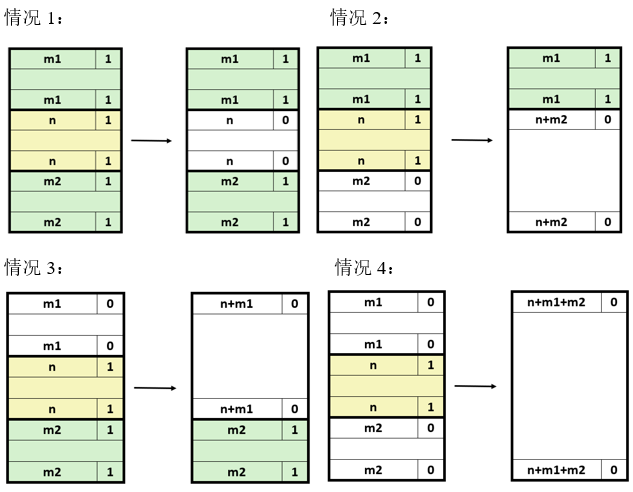 情况 1： 情况 2：
m1 1 m1 1 m1 1 m1 1
m1 1 m1 1 m1 1 m1 1
n 1 n 0 n 1 n+m2 0
n 1 n 0 n 1
m2 1 m2 1 m2 0
m2 1 m2 1 m2 0 n+m2 0
情况 3： 情况 4：
m1 0 n+m1 0 m1 0 n+m1+m2 0
m1 0 m1 0
n 1 n 1
n 1 n+m1 0 n 1
m2 1 m2 1 m2 0
m2 1 m2 1 m2 0 n+m1+m2 0